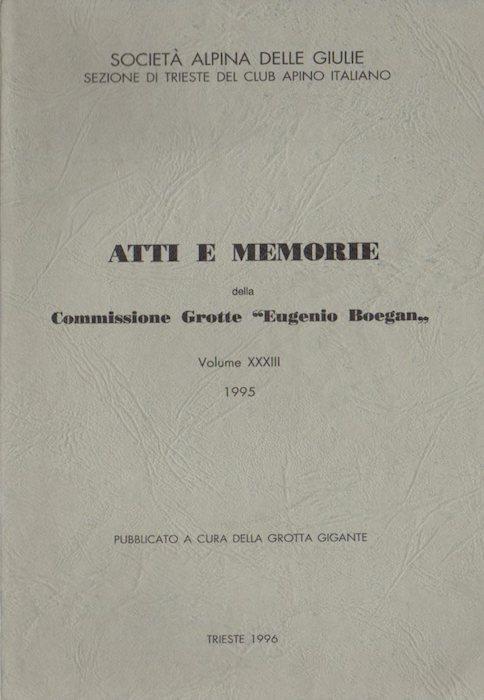 SOCIETÀ ALPINA DELLE GIULIE
SEZIONE DI TRIESTE DEL CLUB APINO ITALIANO
ATTI E MEMORIE
della
Commissione Grotte “Eugenio Boegan„
Volume XXXIII
1995
PUBBLICATO A CURA DELLA GROTTA GIGANTE
TRIESTE 1996